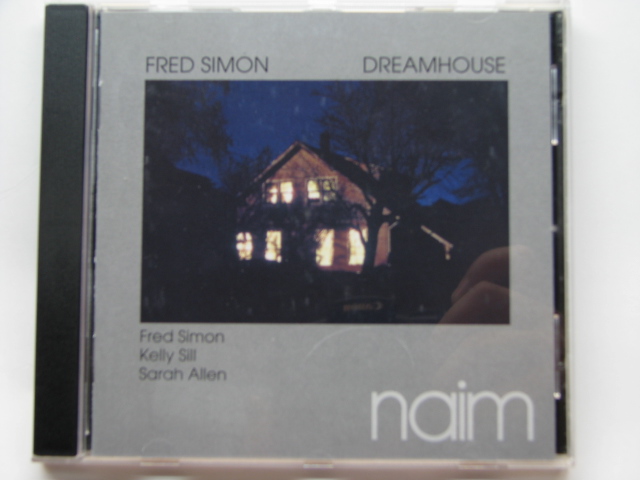 FRED SIMON DREAMHOUSE
Fred Simon
Kelly Sill
Sarah Allen
naim